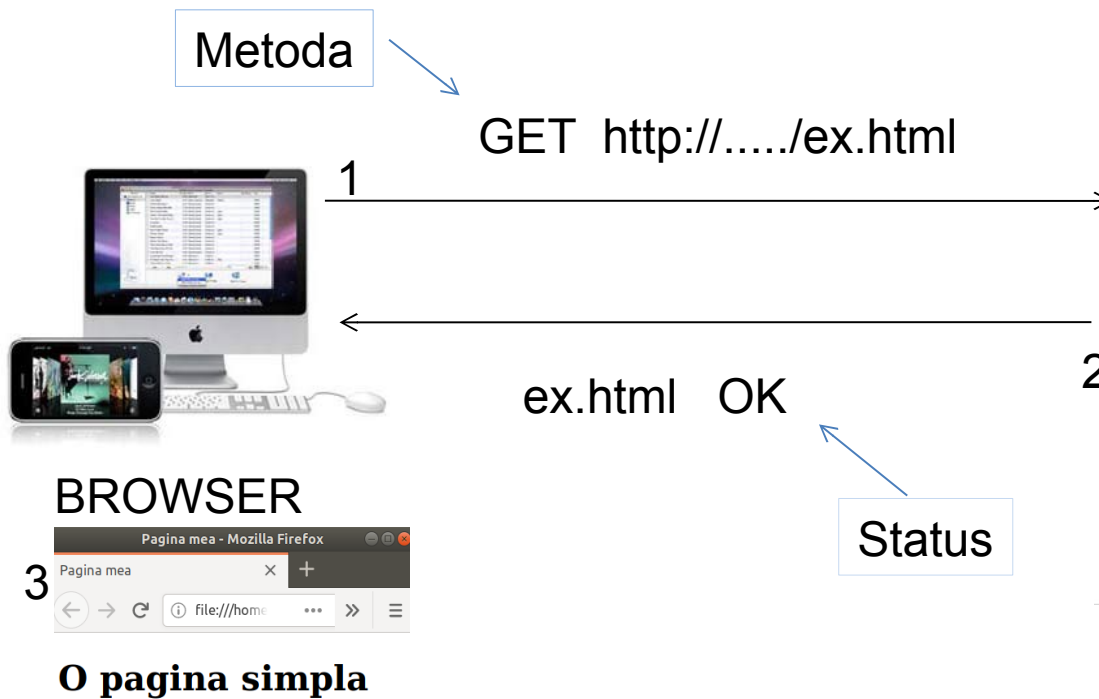 Metoda
GET http://...../ex.html
1
2
ex.html OK
Status
BROWSER
3
Pagina mea - Mozilla Firefox
Pagina mea
file:///home
O pagina simpla